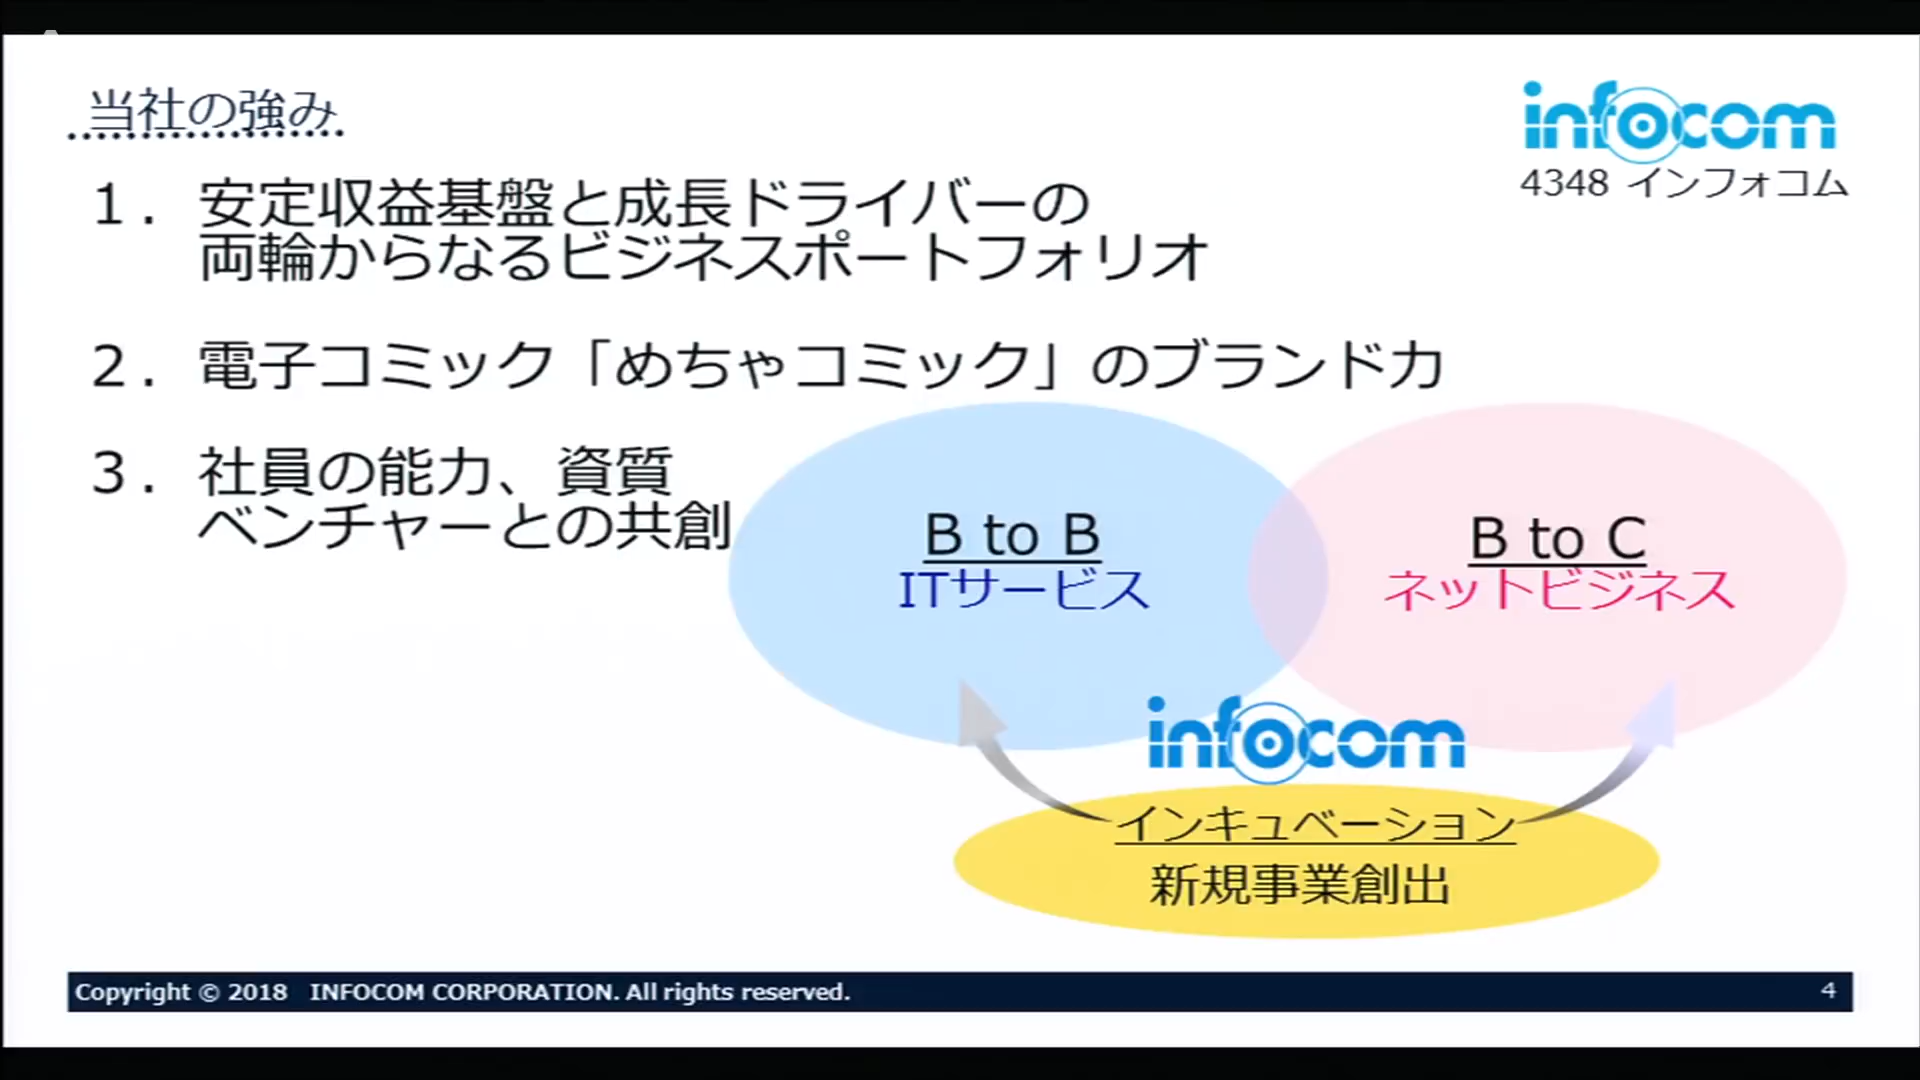 当社の強み
infocom
4348 インフォコム
１．安定収益基盤と成長ドライバーの
両輪からなるビジネスポートフォリオ
２．電子コミック「めちゃコミック」のブランド力
３．社員の能力、資質
ベンチャーとの共創
B to B
ITサービス
B to C
ネットビジネス
infocom
インキュベーション
新規事業創出
Copyright © 2018 INFOCOM CORPORATION. All rights reserved.
4